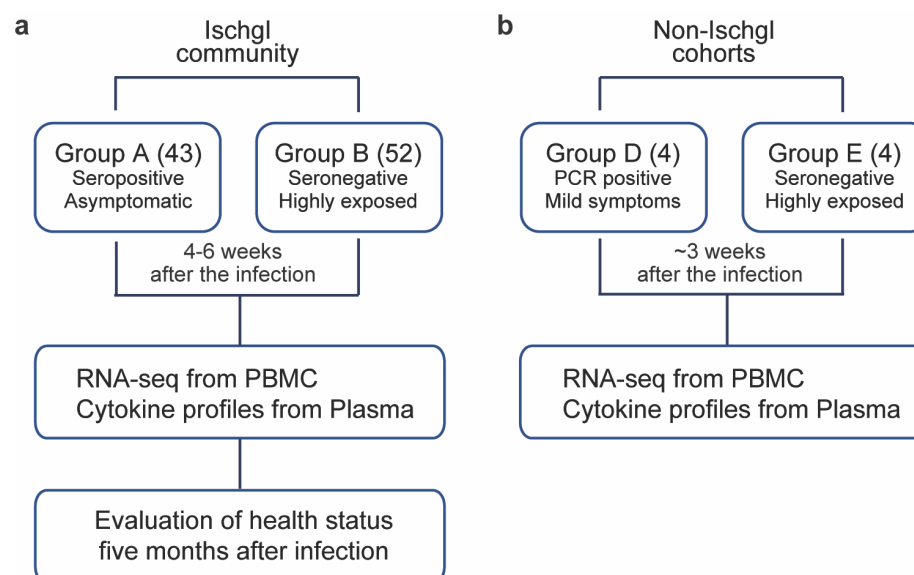 a
Ischgl
community
Group A (43)
Seropositive
Asymptomatic
Group B (52)
Seronegative
Highly exposed
4-6 weeks
after the infection
RNA-seq from PBMC
Cytokine profiles from Plasma
Evaluation of health status
five months after infection
b
Non-Ischgl
cohorts
Group D (4)
PCR positive
Mild symptoms
Group E (4)
Seronegative
Highly exposed
~3 weeks
after the infection
RNA-seq from PBMC
Cytokine profiles from Plasma